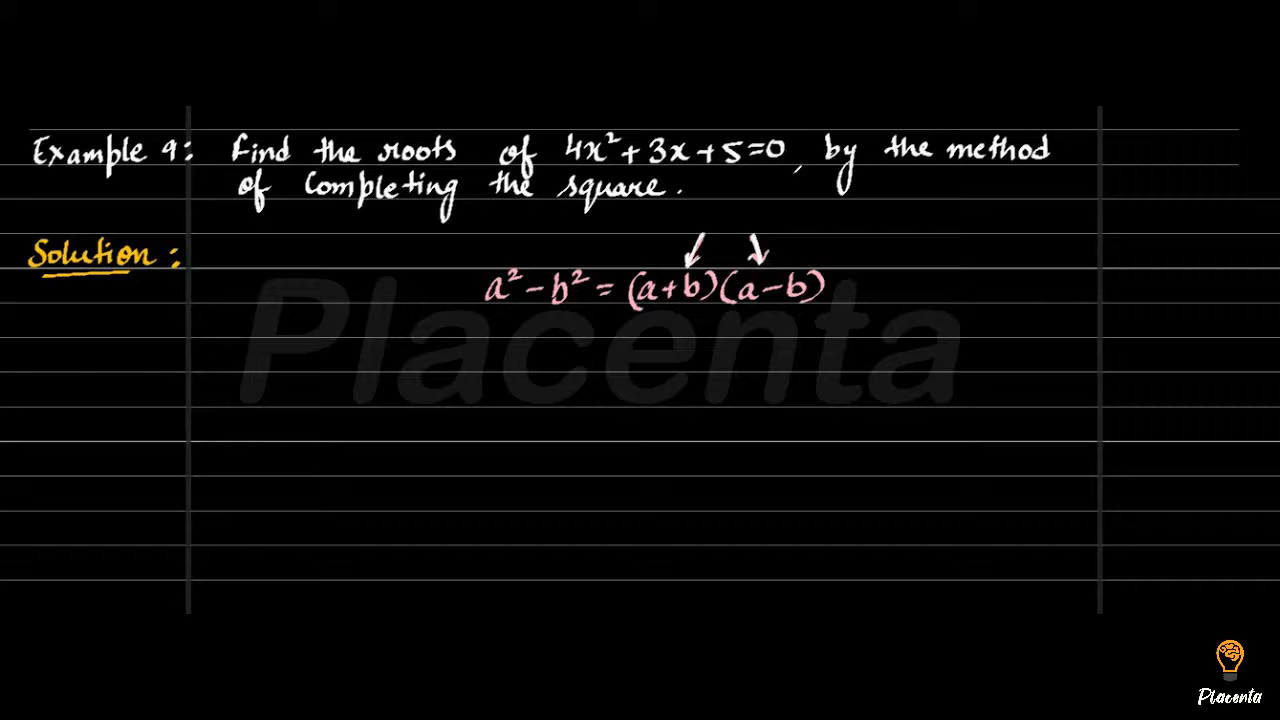 Example 9: Find the roots of 4x² + 3x + 5 = 0, by the method
of Completing the square.
Solution:
a² - b² = (a+b)(a-b)
Placenta
Placenta